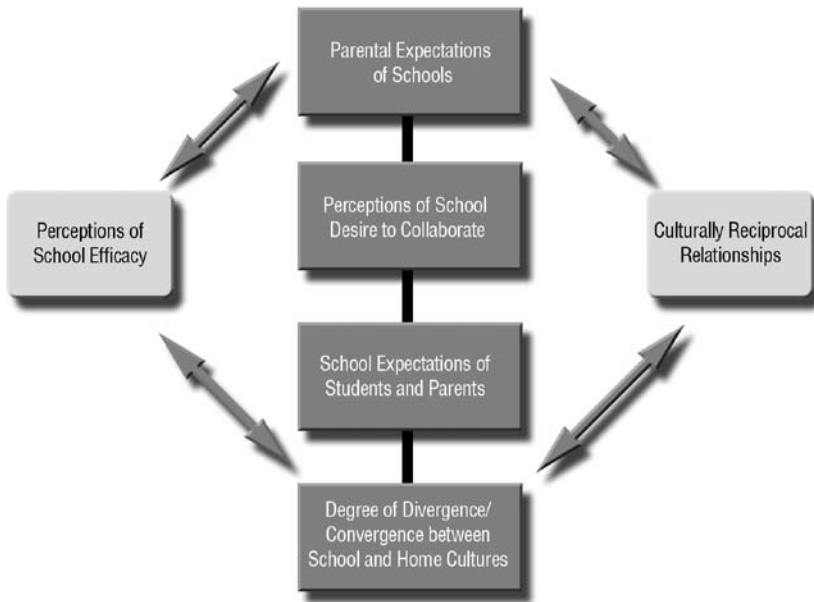 Parental Expectations
of Schools
Perceptions of School
Desire to Collaborate
Perceptions of
School Efficacy
Culturally Reciprocal
Relationships
School Expectations of
Students and Parents
Degree of Divergence/
Convergence between
School and Home Cultures